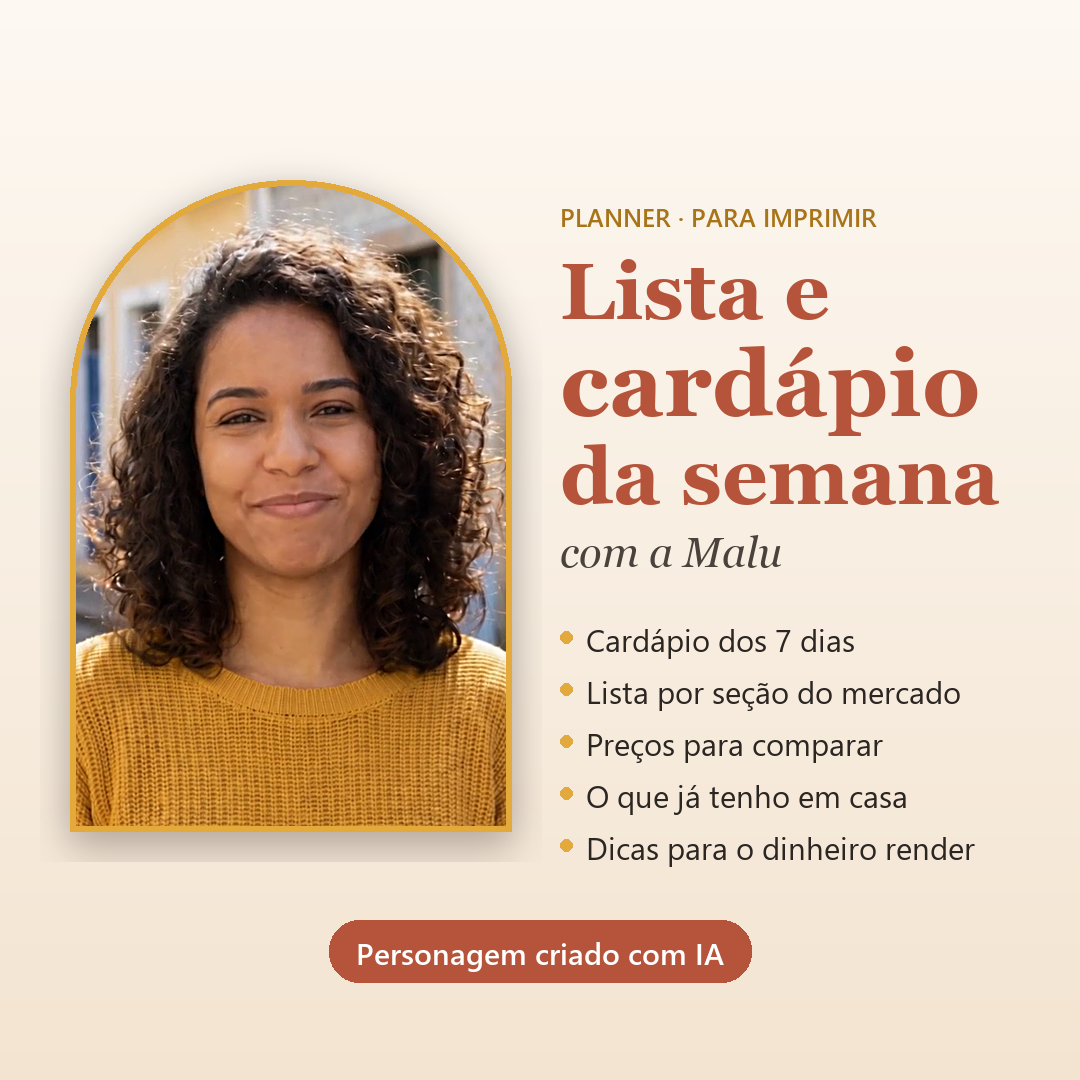 PLANNER · PARA IMPRIMIR
Lista e
cardápio
da semana
com a Malu
Cardápio dos 7 dias
Lista por seção do mercado
Preços para comparar
O que já tenho em casa
Dicas para o dinheiro render
Personagem criado com IA